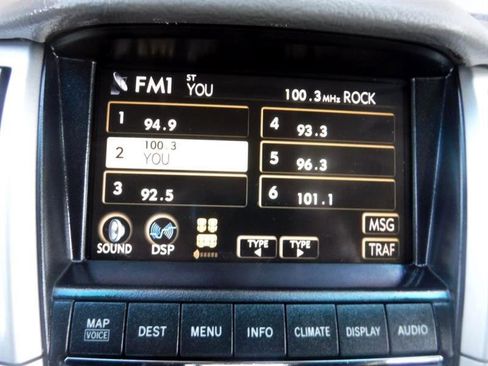 FM1 ST YOU 100.3 MHz ROCK
1 94.9
4 93.3
2 100.3 YOU
5 96.3
3 92.5
6 101.1
SOUND DSP TYPE TYPE MSG
TRAF
MAP VOICE DEST MENU INFO CLIMATE DISPLAY AUDIO